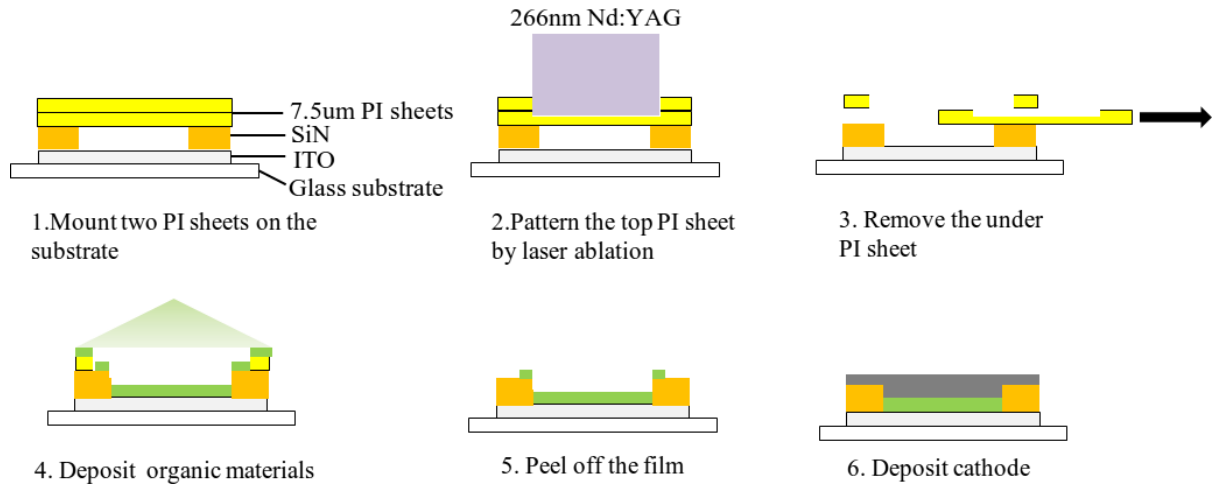 266nm Nd:YAG
7.5um PI sheets
SiN
ITO
Glass substrate
1.Mount two PI sheets on the
substrate
2.Pattern the top PI sheet
by laser ablation
3. Remove the under
PI sheet
4. Deposit organic materials
5. Peel off the film
6. Deposit cathode